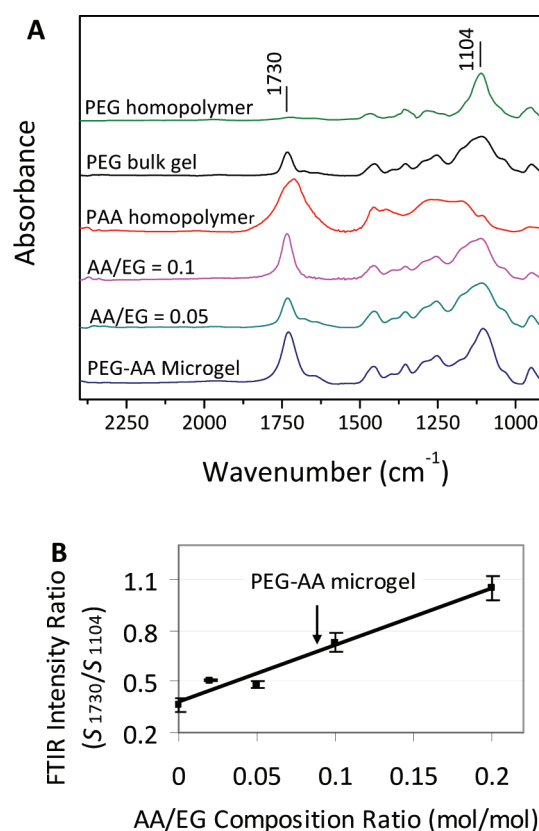 A
1730
1104
PEG homopolymer
PEG bulk gel
PAA homopolymer
AA/EG = 0.1
AA/EG = 0.05
PEG-AA Microgel
Absorbance
2250 2000 1750 1500 1250 1000
Wavenumber (cm⁻¹)
B
PEG-AA microgel
FTIR Intensity Ratio
(S1730/S1104)
1.1
0.8
0.5
0.2
0 0.05 0.1 0.15 0.2
AA/EG Composition Ratio (mol/mol)